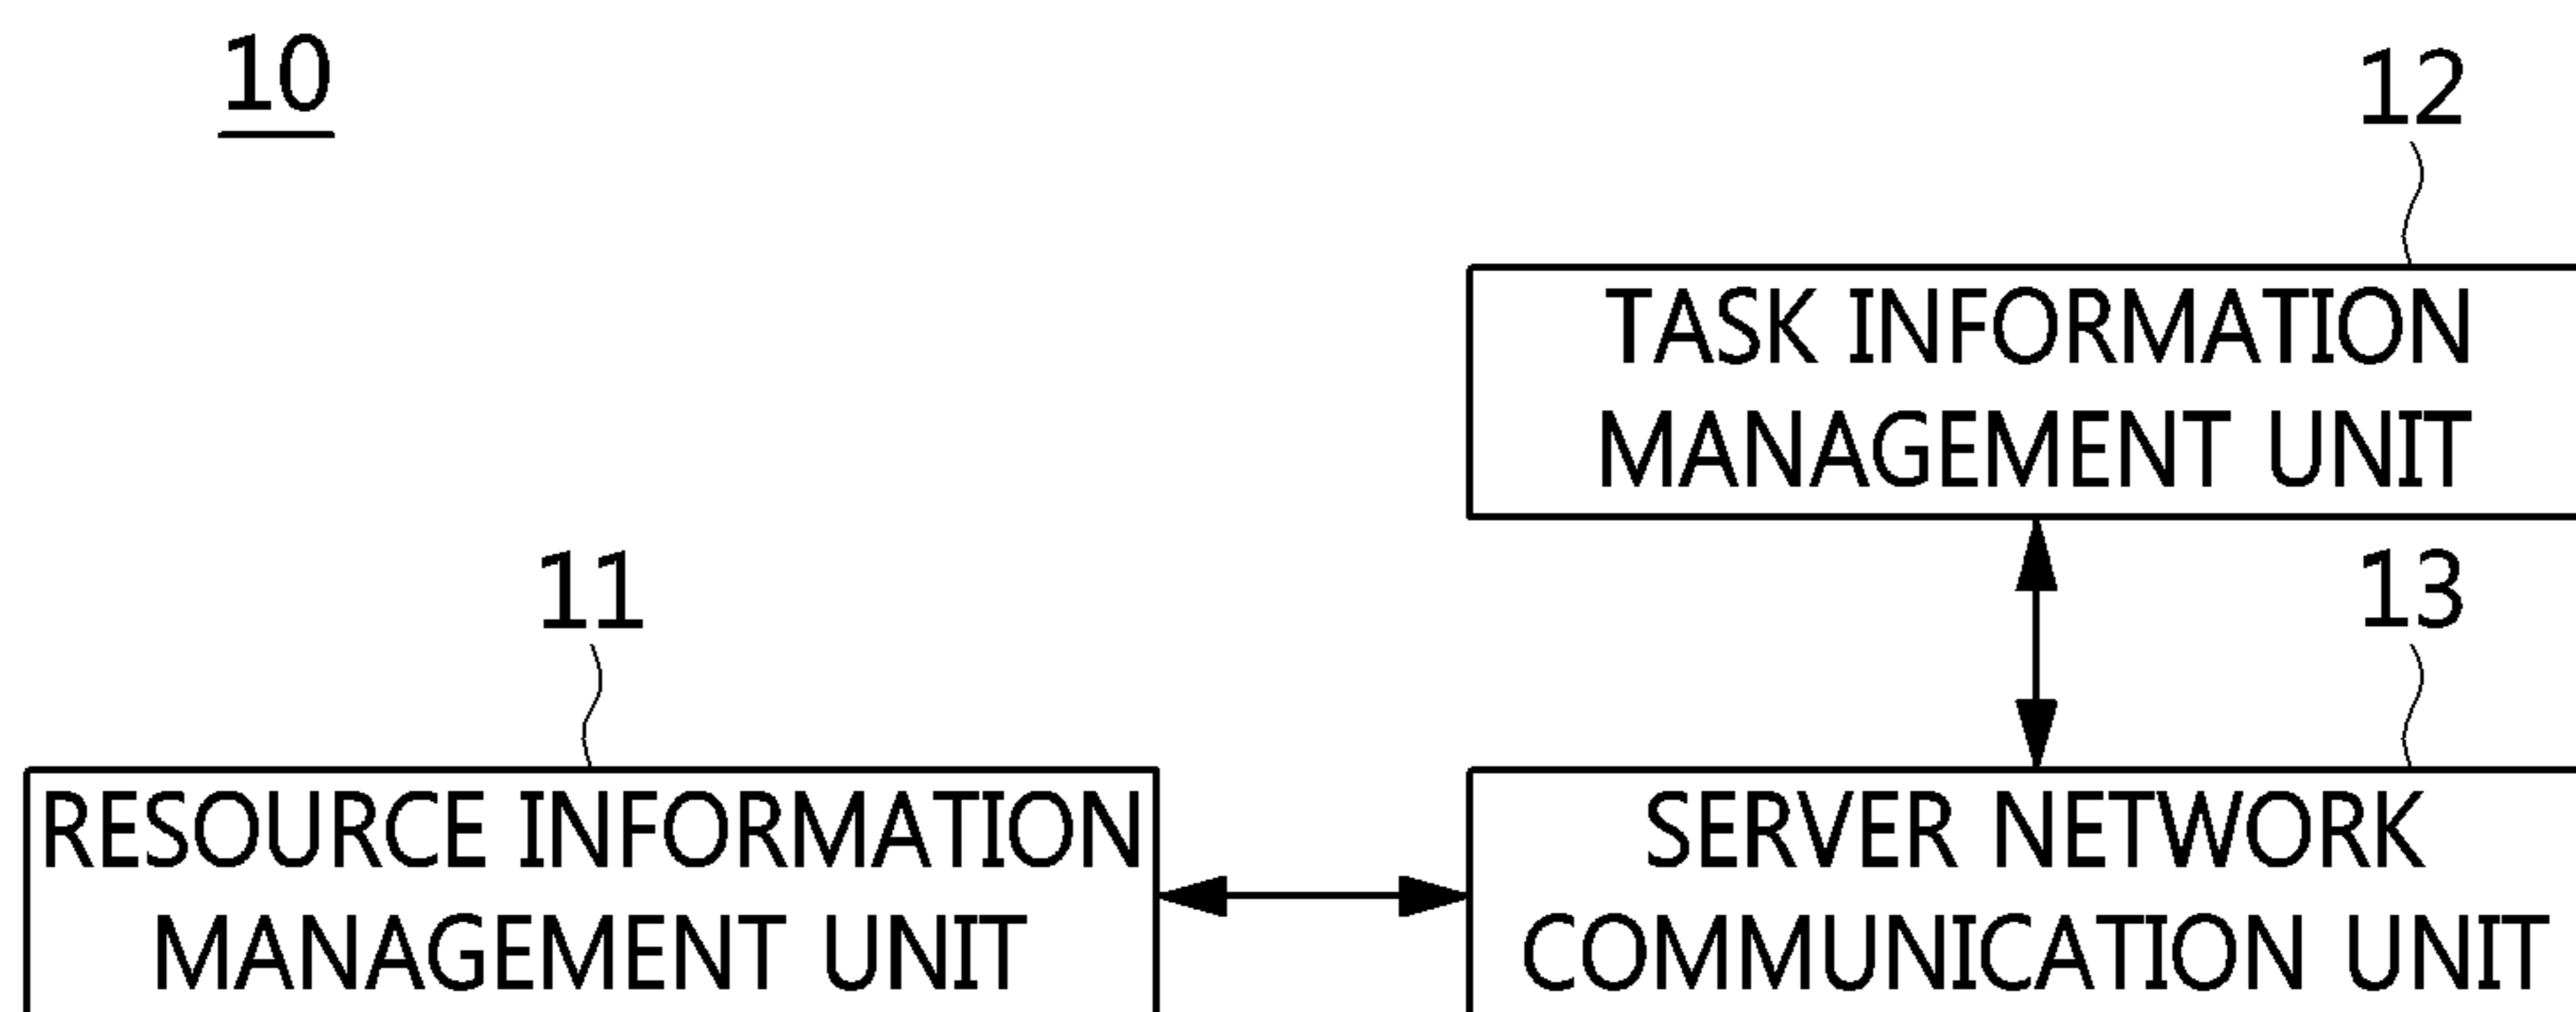 10
12
TASK INFORMATION
MANAGEMENT UNIT
11
13
RESOURCE INFORMATION
MANAGEMENT UNIT
SERVER NETWORK
COMMUNICATION UNIT